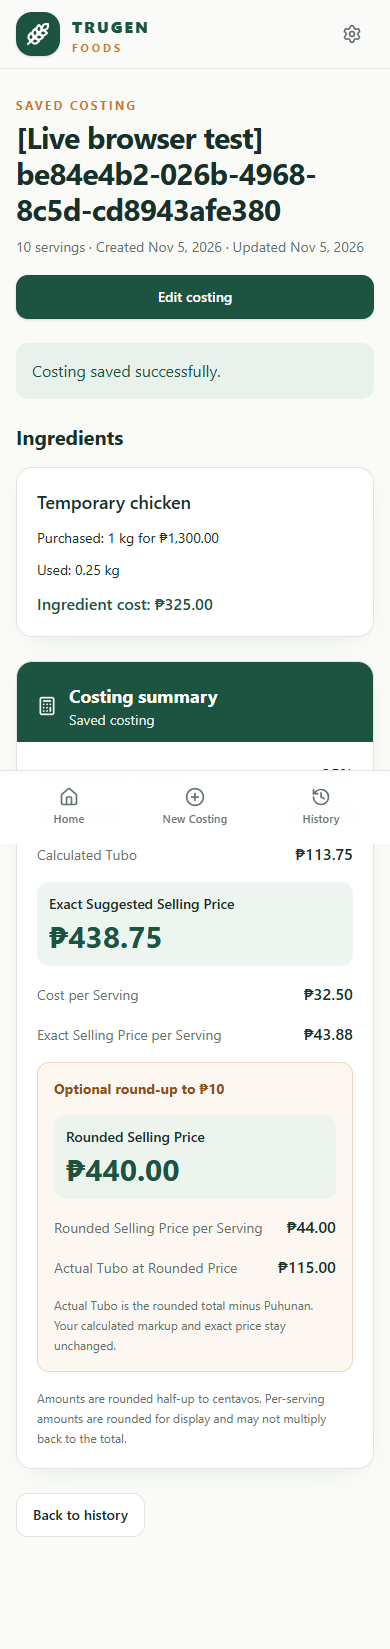 TRUGEN
FOODS
SAVED COSTING
[Live browser test]
be84e4b2-026b-4968-
8c5d-cd8943afe380
10 servings · Created Nov 5, 2026 · Updated Nov 5, 2026
Edit costing
Costing saved successfully.
Ingredients
Temporary chicken
Purchased: 1 kg for ₱1,300.00
Used: 0.25 kg
Ingredient cost: ₱325.00
Costing summary
Saved costing
Home
New Costing
History
Calculated Tubo
₱113.75
Exact Suggested Selling Price
₱438.75
Cost per Serving
₱32.50
Exact Selling Price per Serving
₱43.88
Optional round-up to ₱10
Rounded Selling Price
₱440.00
Rounded Selling Price per Serving
₱44.00
Actual Tubo at Rounded Price
₱115.00
Actual Tubo is the rounded total minus Puhunan.
Your calculated markup and exact price stay
unchanged.
Amounts are rounded half-up to centavos. Per-serving
amounts are rounded for display and may not multiply
back to the total.
Back to history